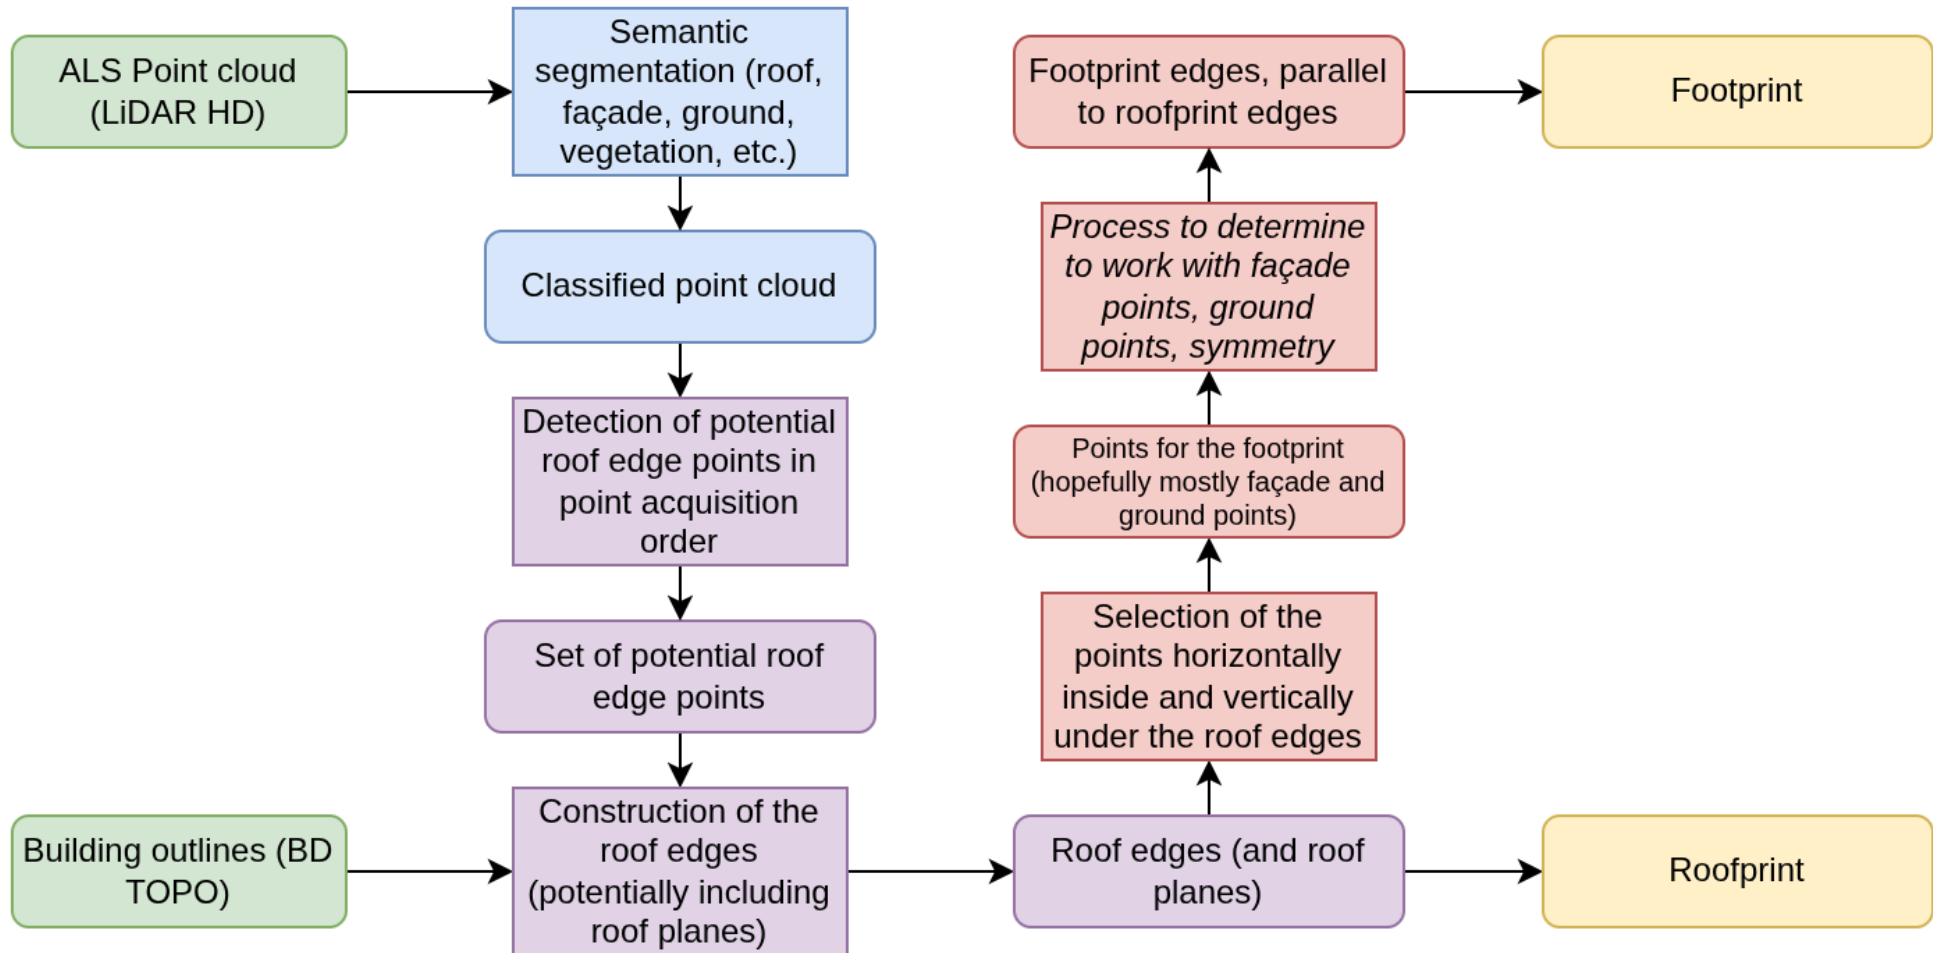 ALS Point cloud
(LiDAR HD)
Semantic
segmentation (roof,
façade, ground,
vegetation, etc.)
Classified point cloud
Detection of potential
roof edge points in
point acquisition
order
Set of potential roof
edge points
Building outlines (BD
TOPO)
Construction of the
roof edges
(potentially including
roof planes)
Roof edges (and roof
planes)
Roofprint
Selection of the
points horizontally
inside and vertically
under the roof edges
Points for the footprint
(hopefully mostly façade and
ground points)
Process to determine
to work with façade
points, ground
points, symmetry
Footprint edges, parallel
to roofprint edges
Footprint